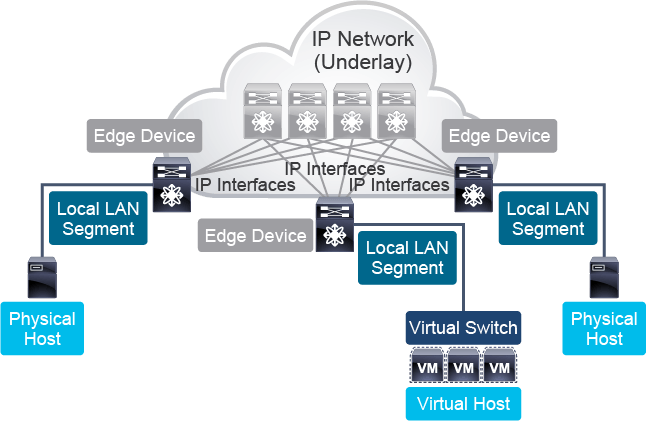 IP Network
(Underlay)
Edge Device
Edge Device
IP Interfaces
IP Interfaces
IP Interfaces
Local LAN
Segment
Local LAN
Segment
Edge Device
Local LAN
Segment
Physical
Host
Virtual Switch
Physical
Host
VM
VM
VM
Virtual Host